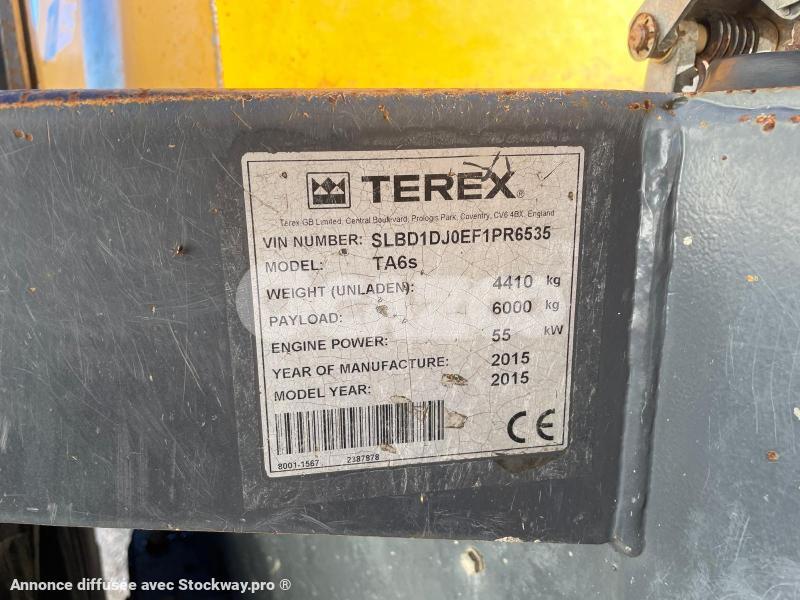 TEREX®
Terex GB Limited, Central Boulevard, Prologis Park, Coventry, CV6 4BX, England
VIN NUMBER: SLBD1DJ0EF1PR6535
MODEL: TA6s
WEIGHT (UNLADEN): 4410 kg
PAYLOAD: 6000 kg
ENGINE POWER: 55 kW
YEAR OF MANUFACTURE: 2015
MODEL YEAR: 2015
8001-1567 2387878
CE
Annonce diffusée avec Stockway.pro ®